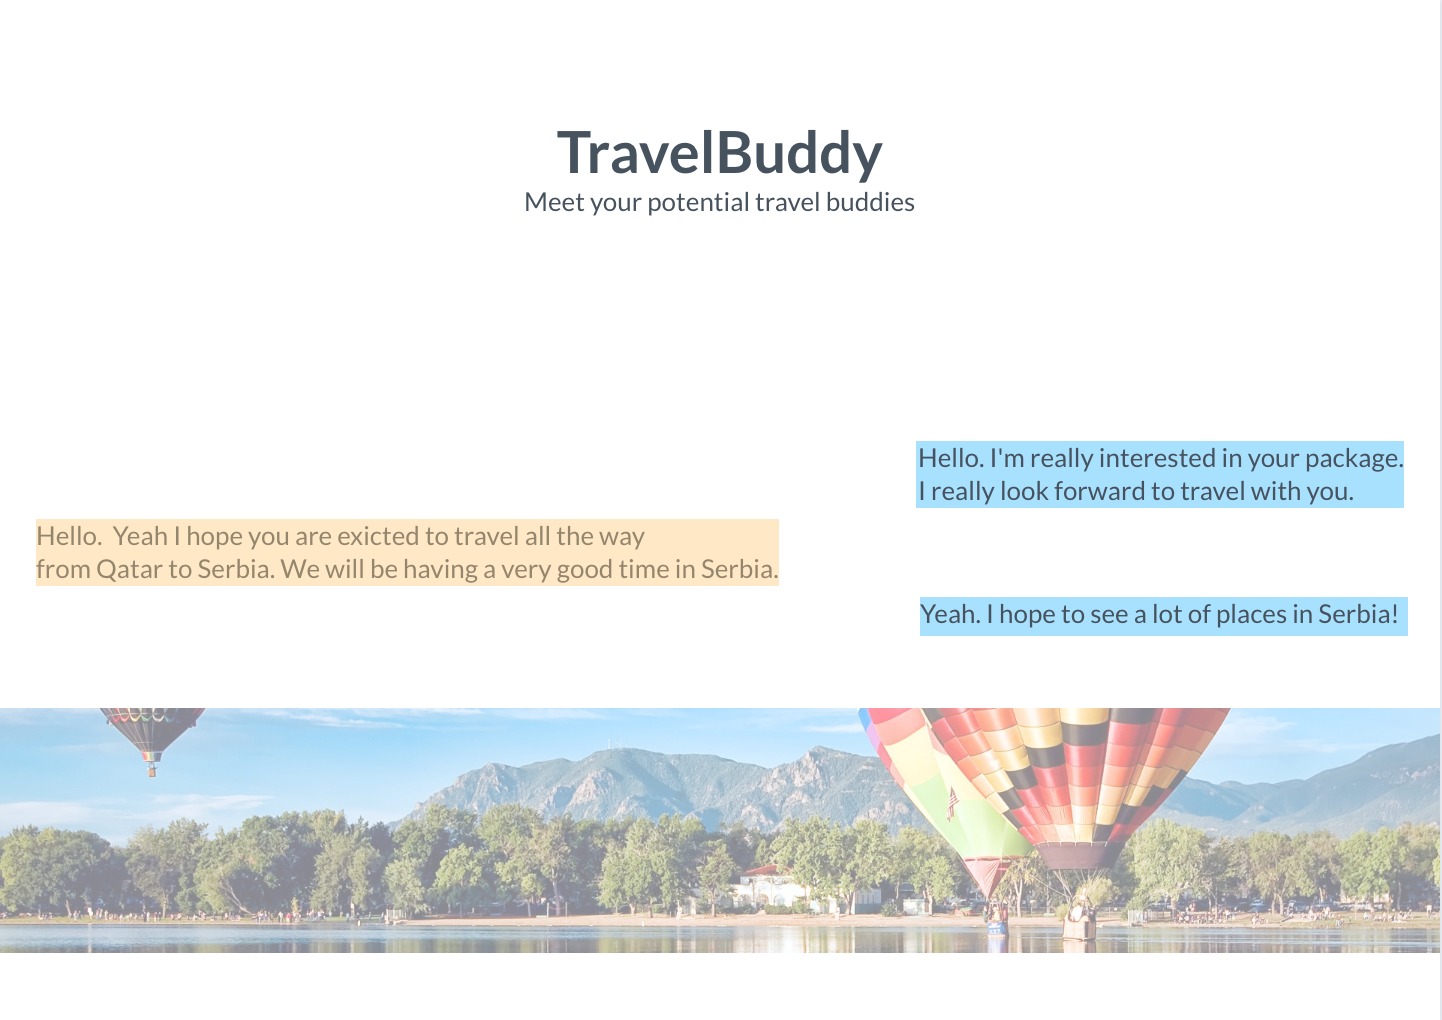 TravelBuddy
Meet your potential travel buddies
Hello. I'm really interested in your package.
I really look forward to travel with you.
Hello.  Yeah I hope you are exicted to travel all the way
from Qatar to Serbia. We will be having a very good time in Serbia.
Yeah. I hope to see a lot of places in Serbia!